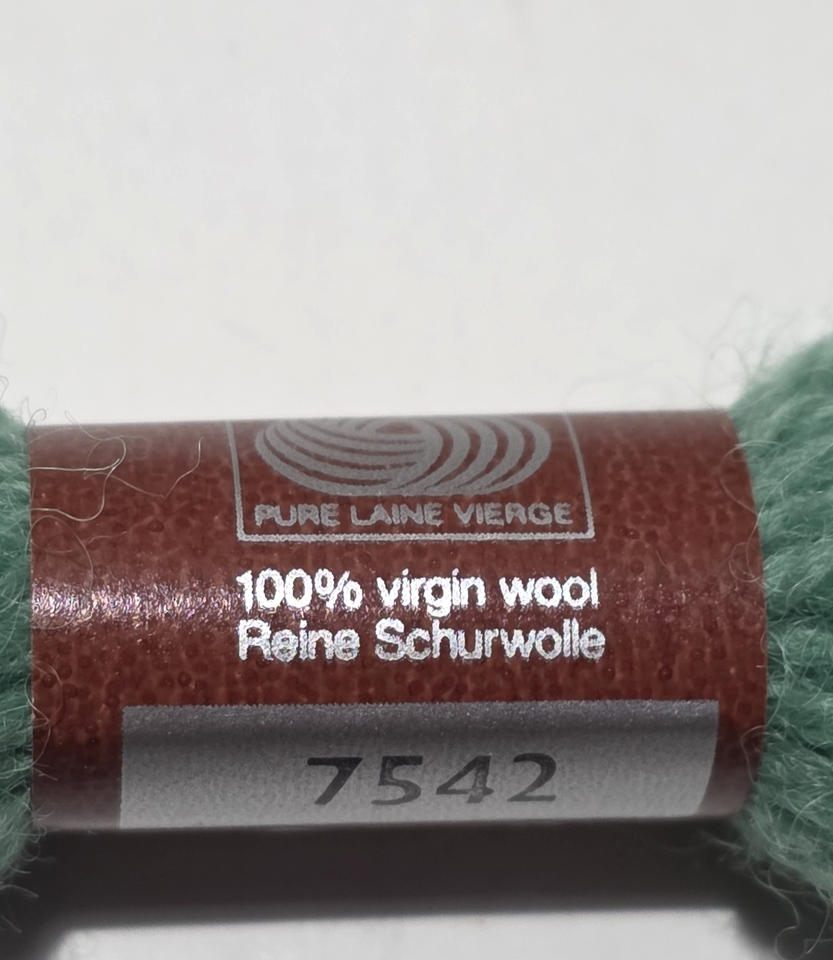 PURE LAINE VIERGE
100% virgin wool
Reine Schurwolle
7542